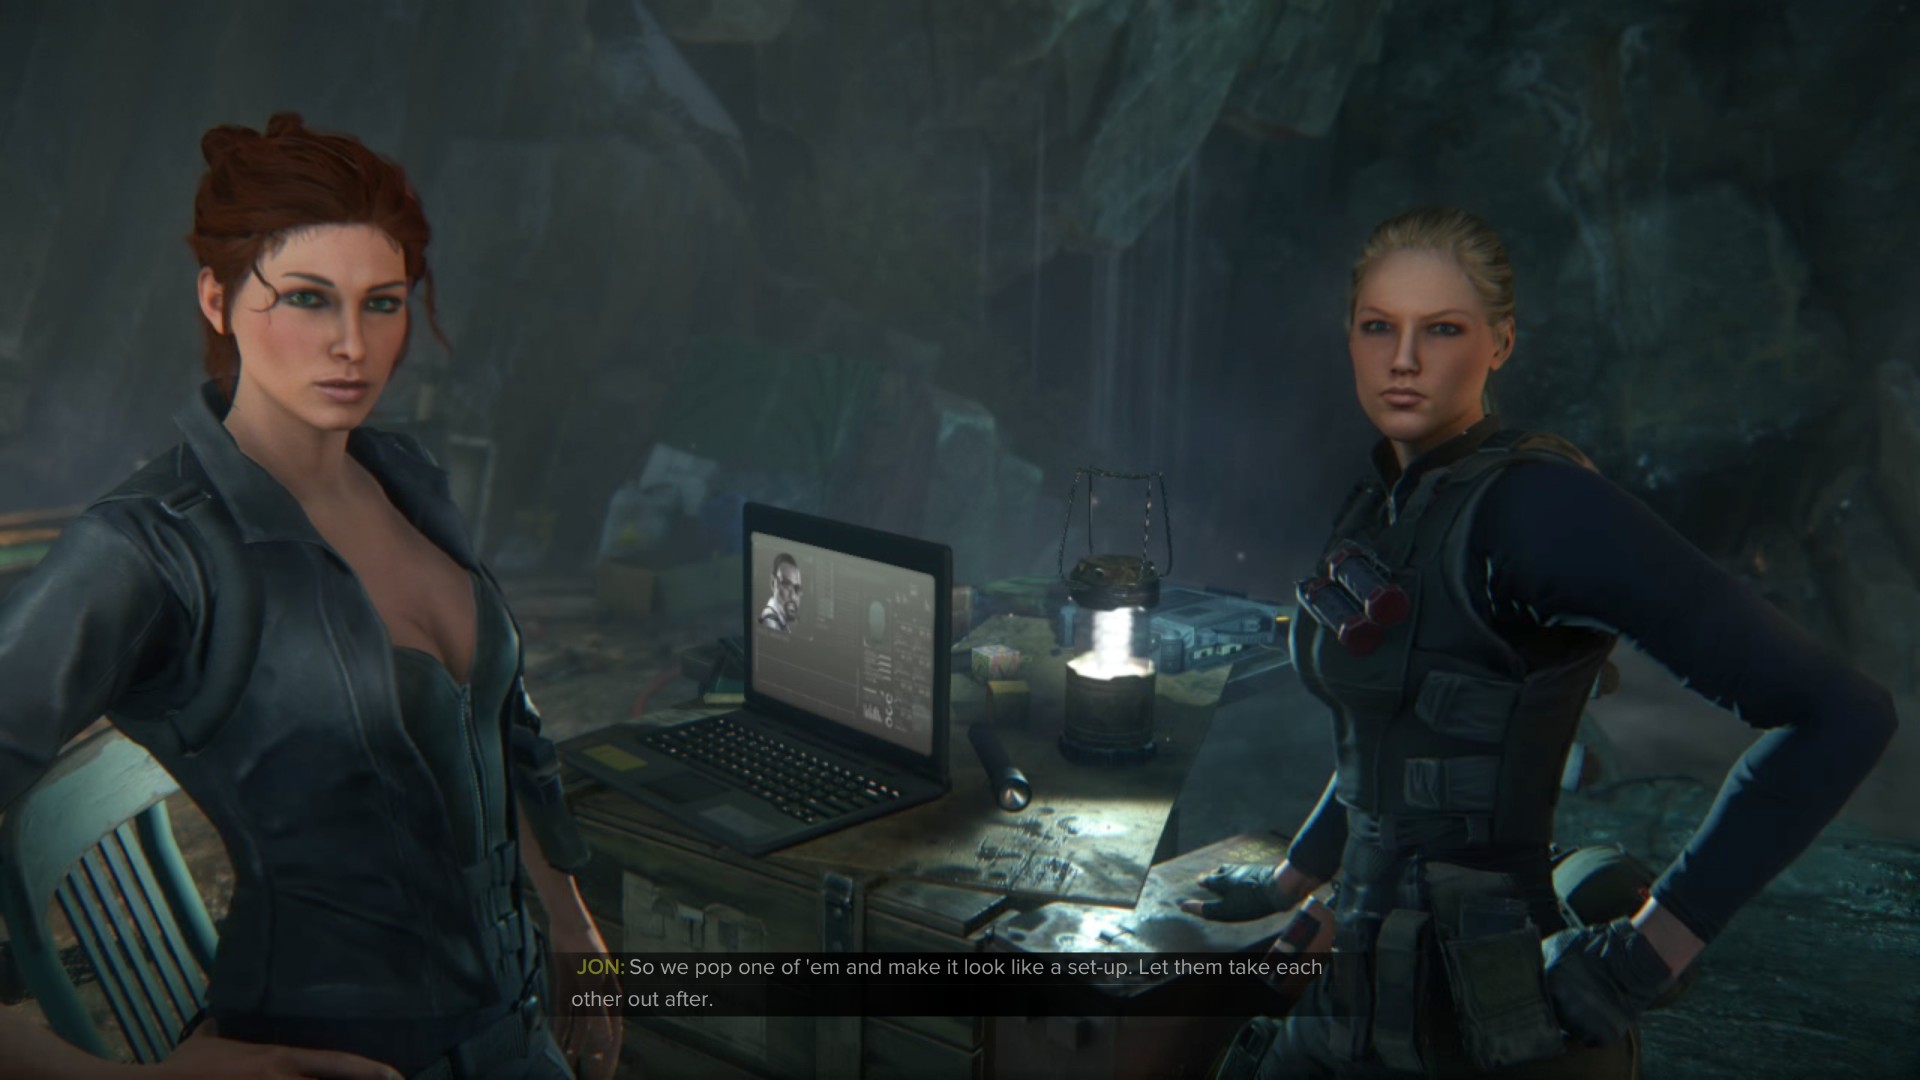 JON: So we pop one of 'em and make it look like a set-up. Let them take each
other out after.